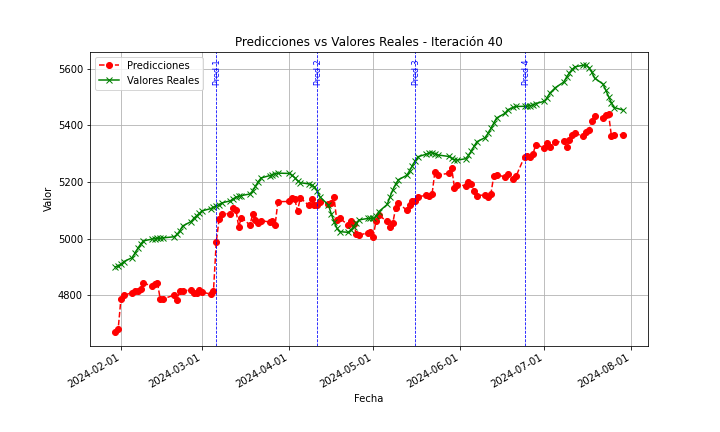 Predicciones vs Valores Reales - Iteración 40
Predicciones
Valores Reales
Pred 1
Pred 2
Pred 3
Pred 4
Valor
5600
5400
5200
5000
4800
2024-02-01
2024-03-01
2024-04-01
2024-05-01
2024-06-01
2024-07-01
2024-08-01
Fecha